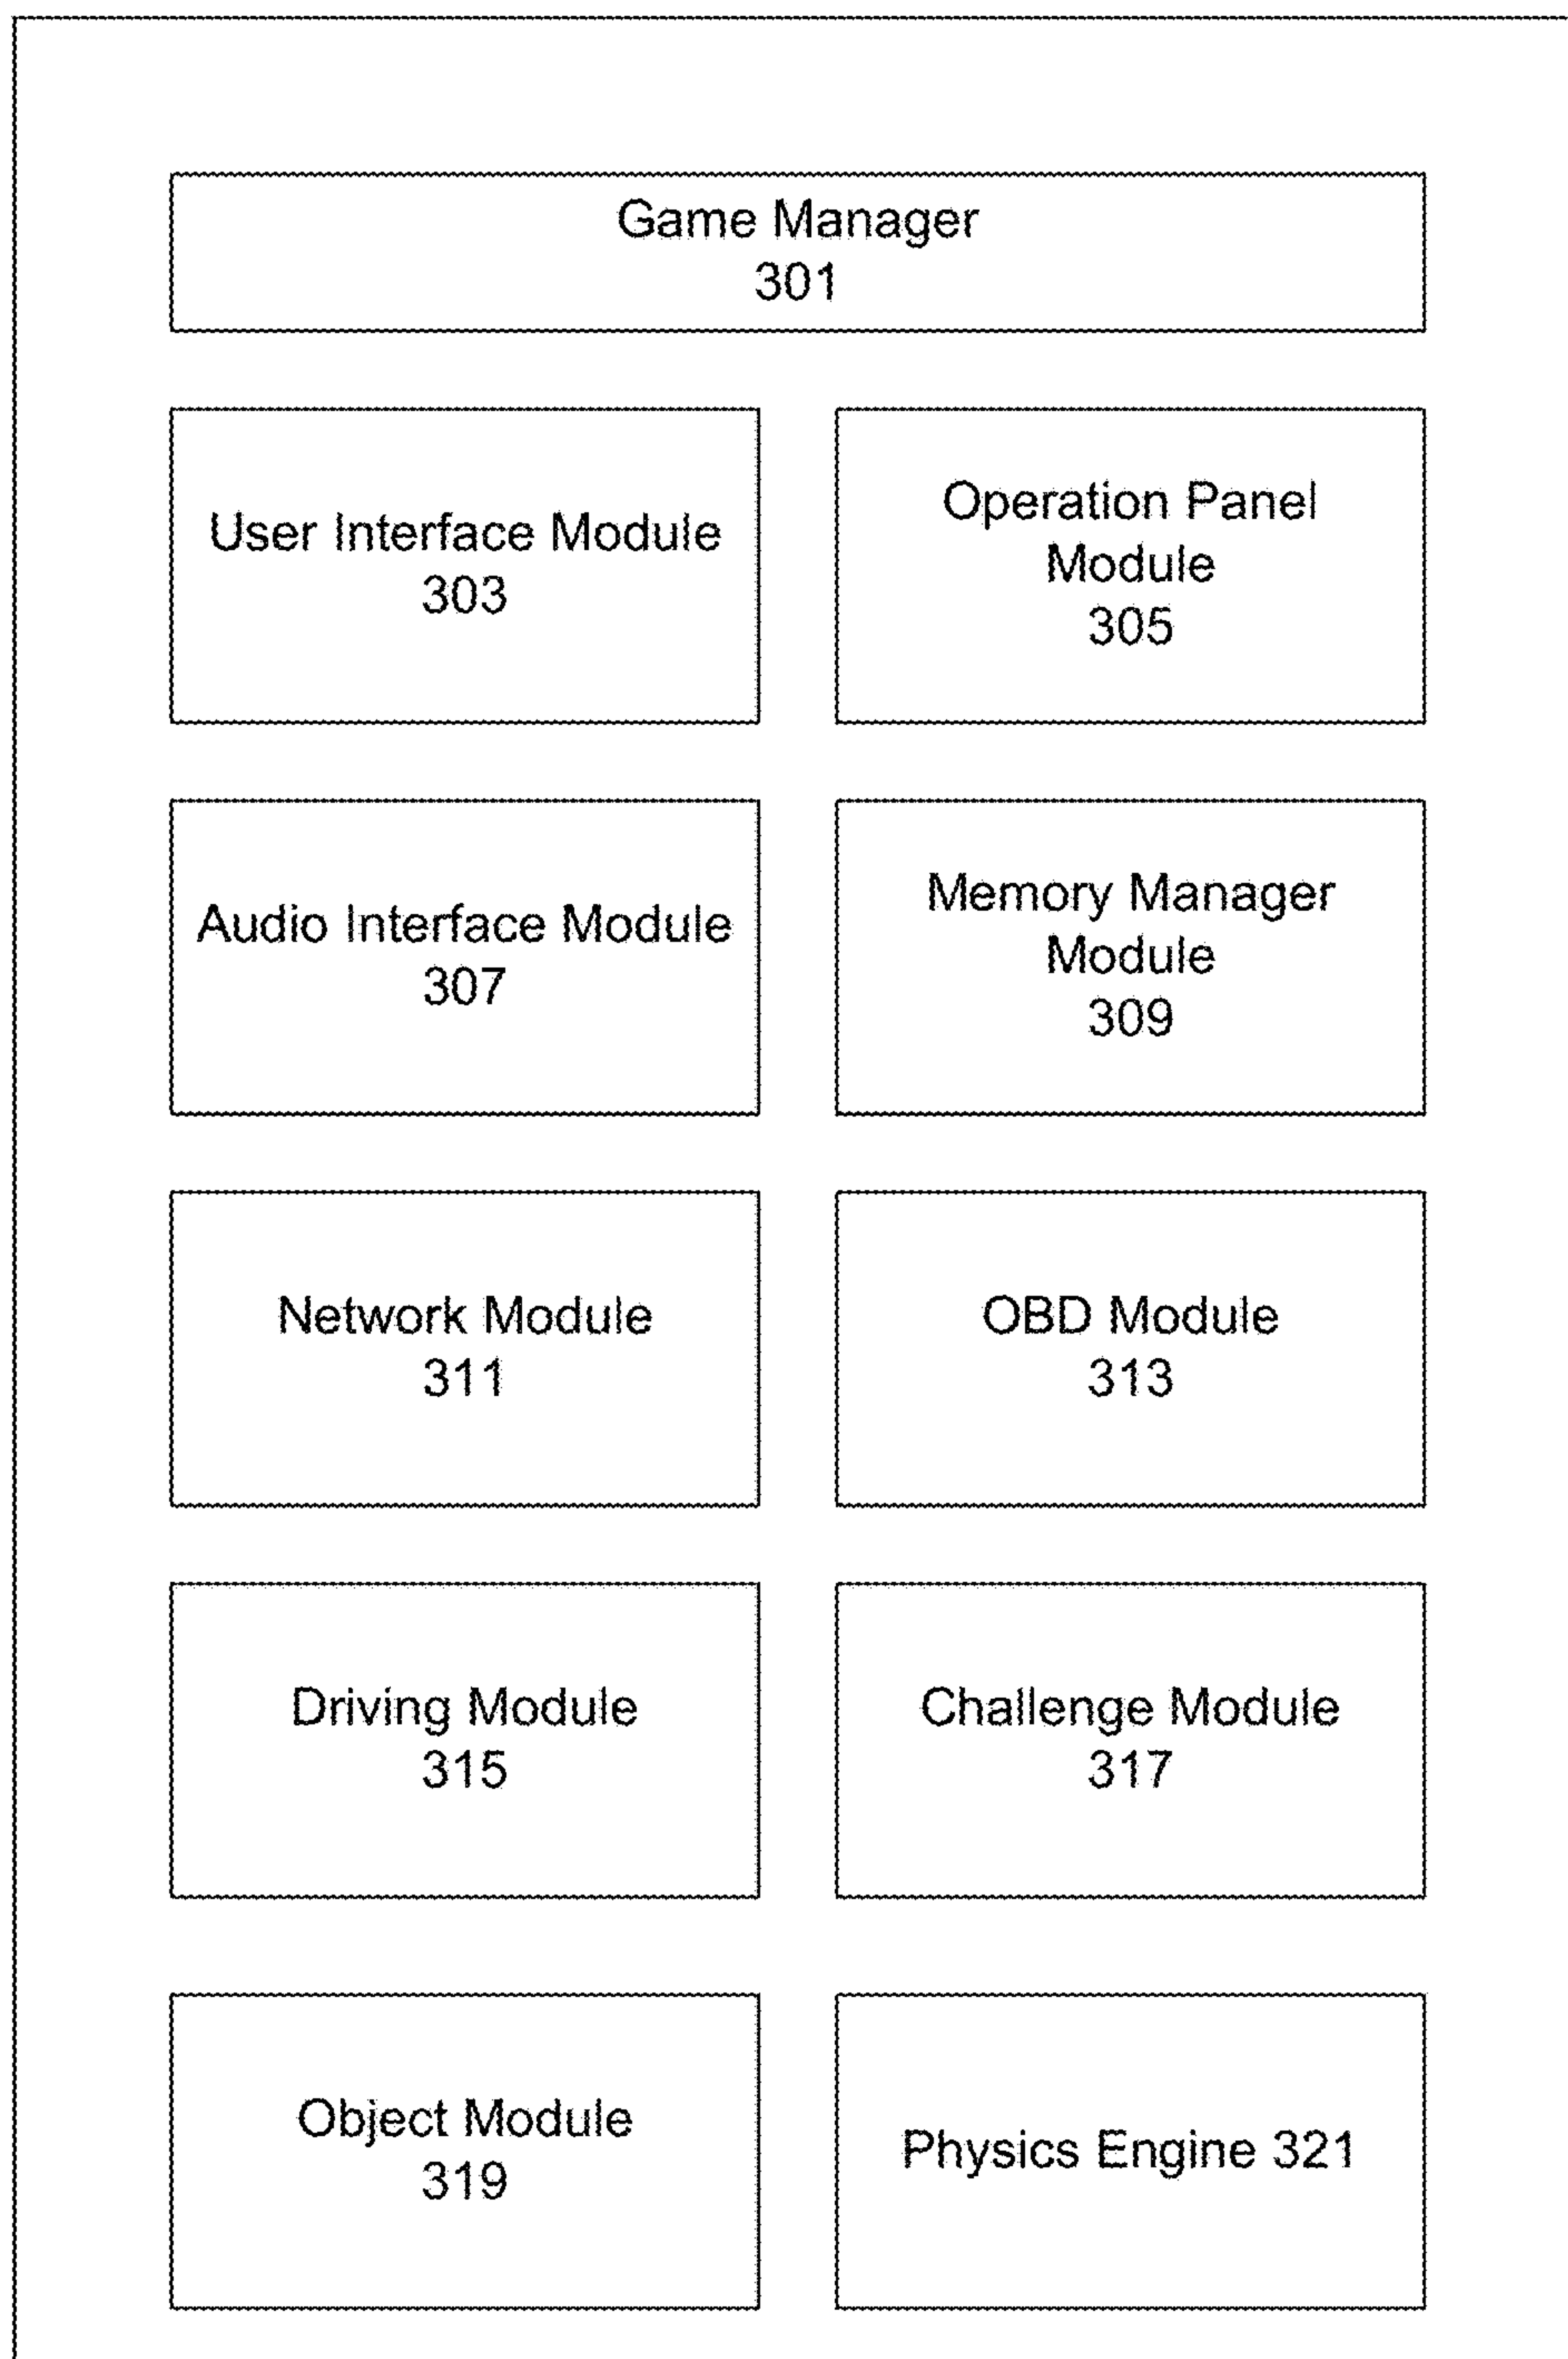 Game Manager
301
User Interface Module
303
Operation Panel
Module
305
Audio Interface Module
307
Memory Manager
Module
309
Network Module
311
OBD Module
313
Driving Module
315
Challenge Module
317
Object Module
319
Physics Engine 321